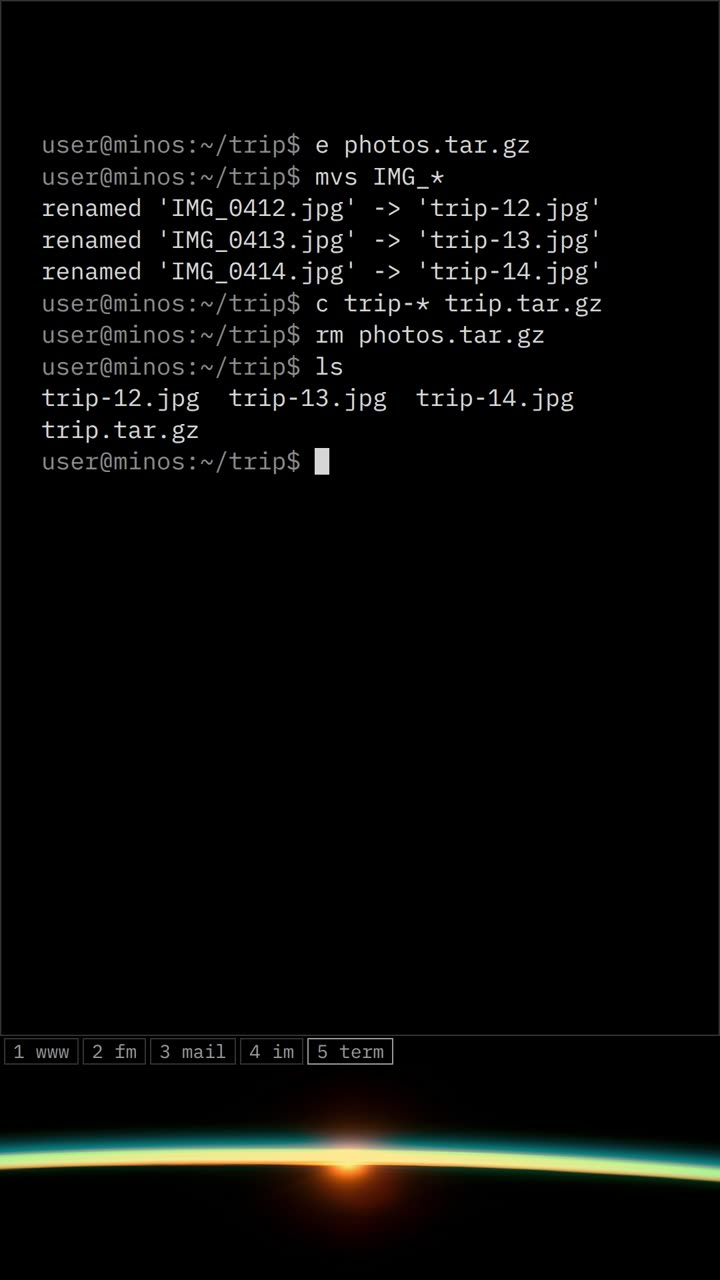 user@minos:~/trip$ e photos.tar.gz
user@minos:~/trip$ mvs IMG_*
renamed 'IMG_0412.jpg' -> 'trip-12.jpg'
renamed 'IMG_0413.jpg' -> 'trip-13.jpg'
renamed 'IMG_0414.jpg' -> 'trip-14.jpg'
user@minos:~/trip$ c trip-* trip.tar.gz
user@minos:~/trip$ rm photos.tar.gz
user@minos:~/trip$ ls
trip-12.jpg  trip-13.jpg  trip-14.jpg
trip.tar.gz
user@minos:~/trip$
1 www 2 fm 3 mail 4 im 5 term